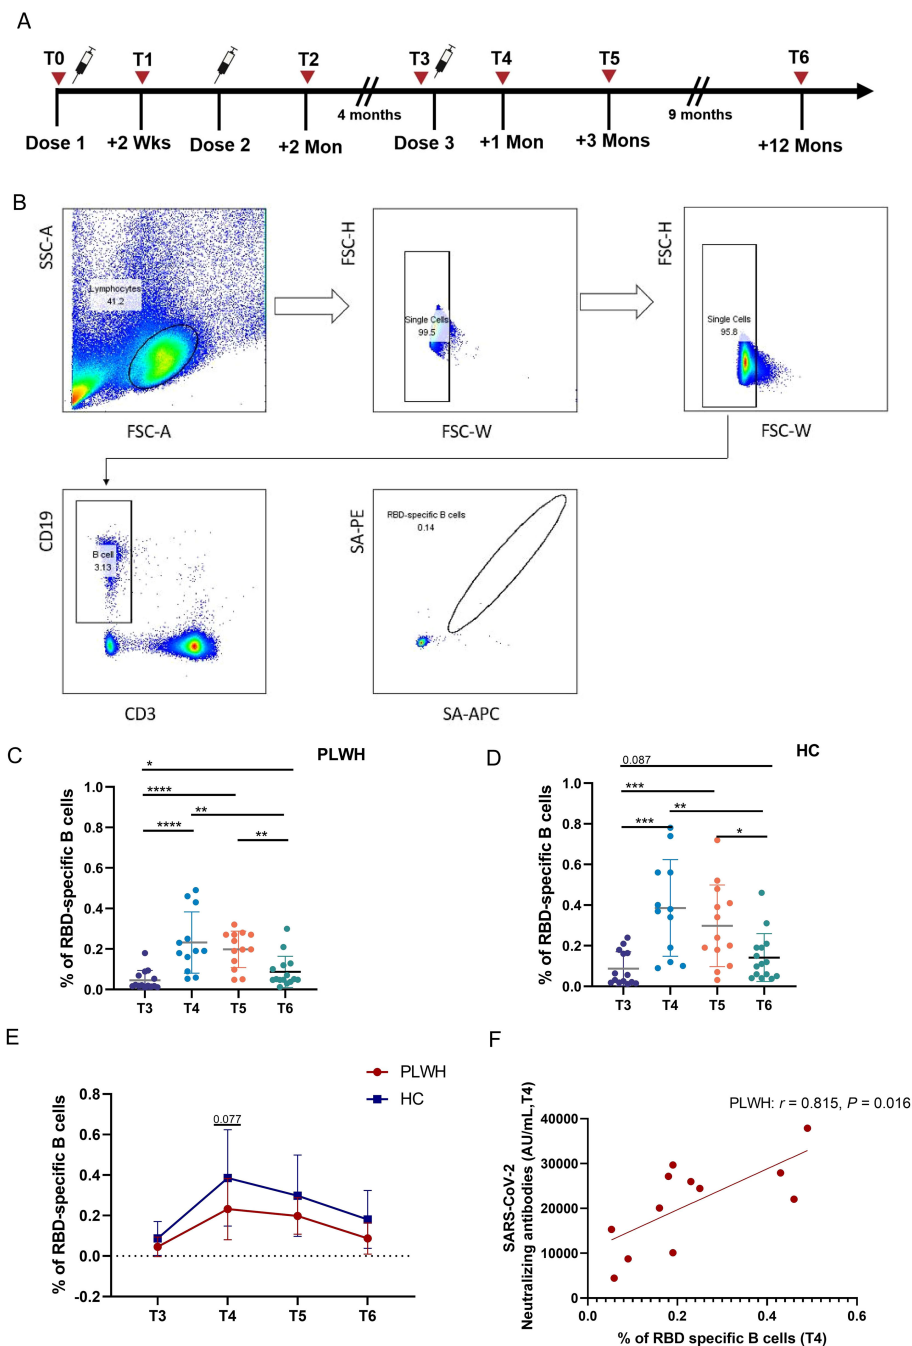 A
T0 T1 T2 T3 T4 T5 T6
4 months
9 months
Dose 1 +2 Wks Dose 2 +2 Mon Dose 3 +1 Mon +3 Mons +12 Mons
B
SSC-A
Lymphocytes
41.2
FSC-A
FSC-H
Single Cells
99.5
FSC-W
FSC-H
Single Cells
95.8
FSC-W
CD19
B cell
3.13
CD3
SA-PE
RBD-specific B cells
0.14
SA-APC
C
PLWH
% of RBD-specific B cells
1.0
0.8
0.6
0.4
0.2
0.0
*
****
**
****
**
T3 T4 T5 T6
D
HC
% of RBD-specific B cells
1.0
0.8
0.6
0.4
0.2
0.0
0.087
***
**
***
*
T3 T4 T5 T6
E
PLWH
HC
% of RBD-specific B cells
0.8
0.6
0.4
0.2
0.0
-0.2
0.077
T3 T4 T5 T6
F
PLWH: r = 0.815, P = 0.016
SARS-CoV-2
Neutralizing antibodies (AU/mL,T4)
40000
30000
20000
10000
0
0.0 0.2 0.4 0.6
% of RBD specific B cells (T4)